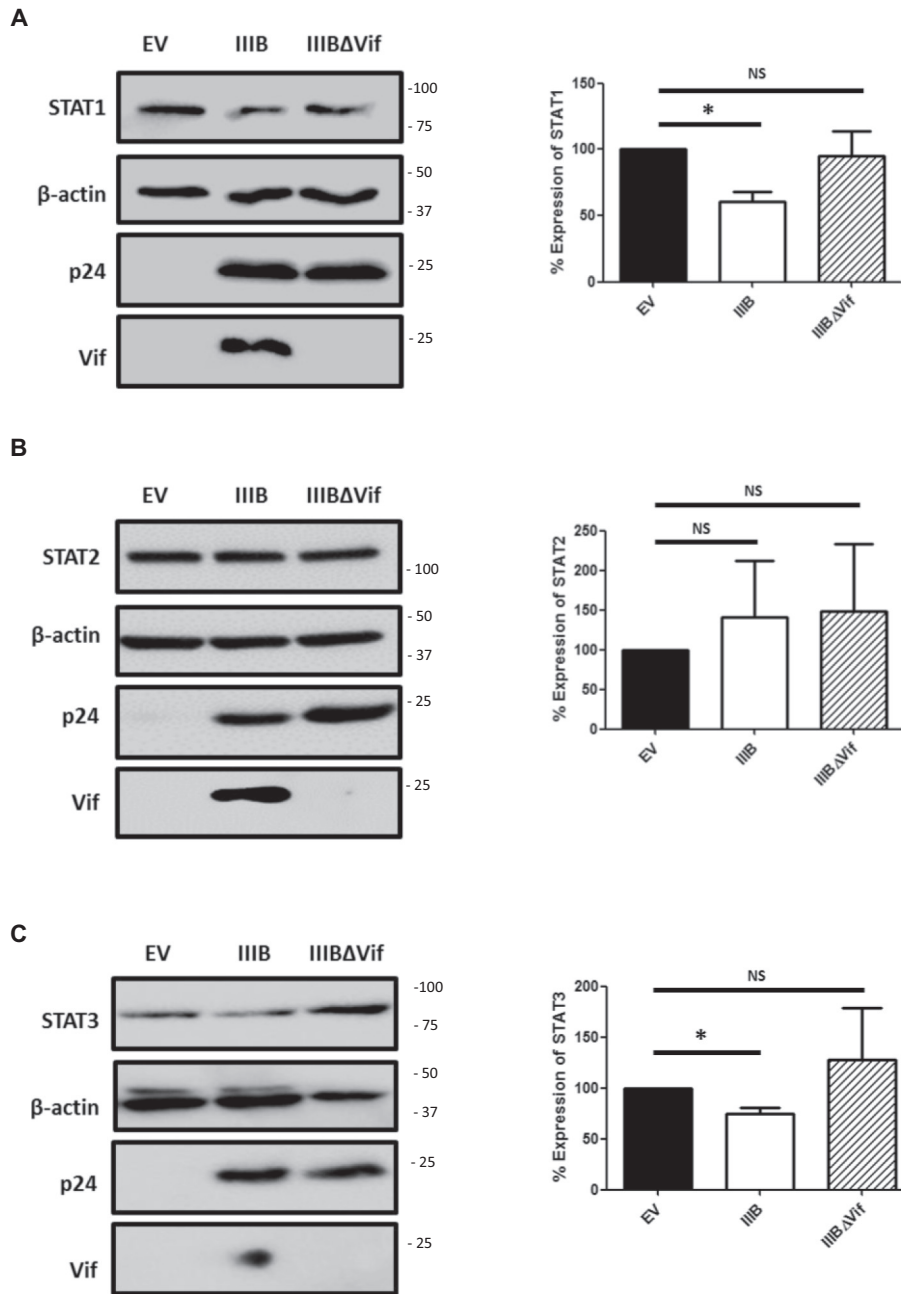 A
EV IIIB IIIBΔVif
STAT1
-100
- 75
β-actin
- 50
- 37
p24
- 25
Vif
- 25
NS
*
% Expression of STAT1
150
100
50
0
EV
IIIB
IIIBΔVif
B
EV IIIB IIIBΔVif
STAT2
- 100
β-actin
- 50
- 37
p24
- 25
Vif
- 25
NS
NS
% Expression of STAT2
250
200
150
100
50
0
EV
IIIB
IIIBΔVif
C
EV IIIB IIIBΔVif
STAT3
-100
- 75
β-actin
- 50
- 37
p24
- 25
Vif
- 25
NS
*
% Expression of STAT3
200
150
100
50
0
EV
IIIB
IIIBΔVif